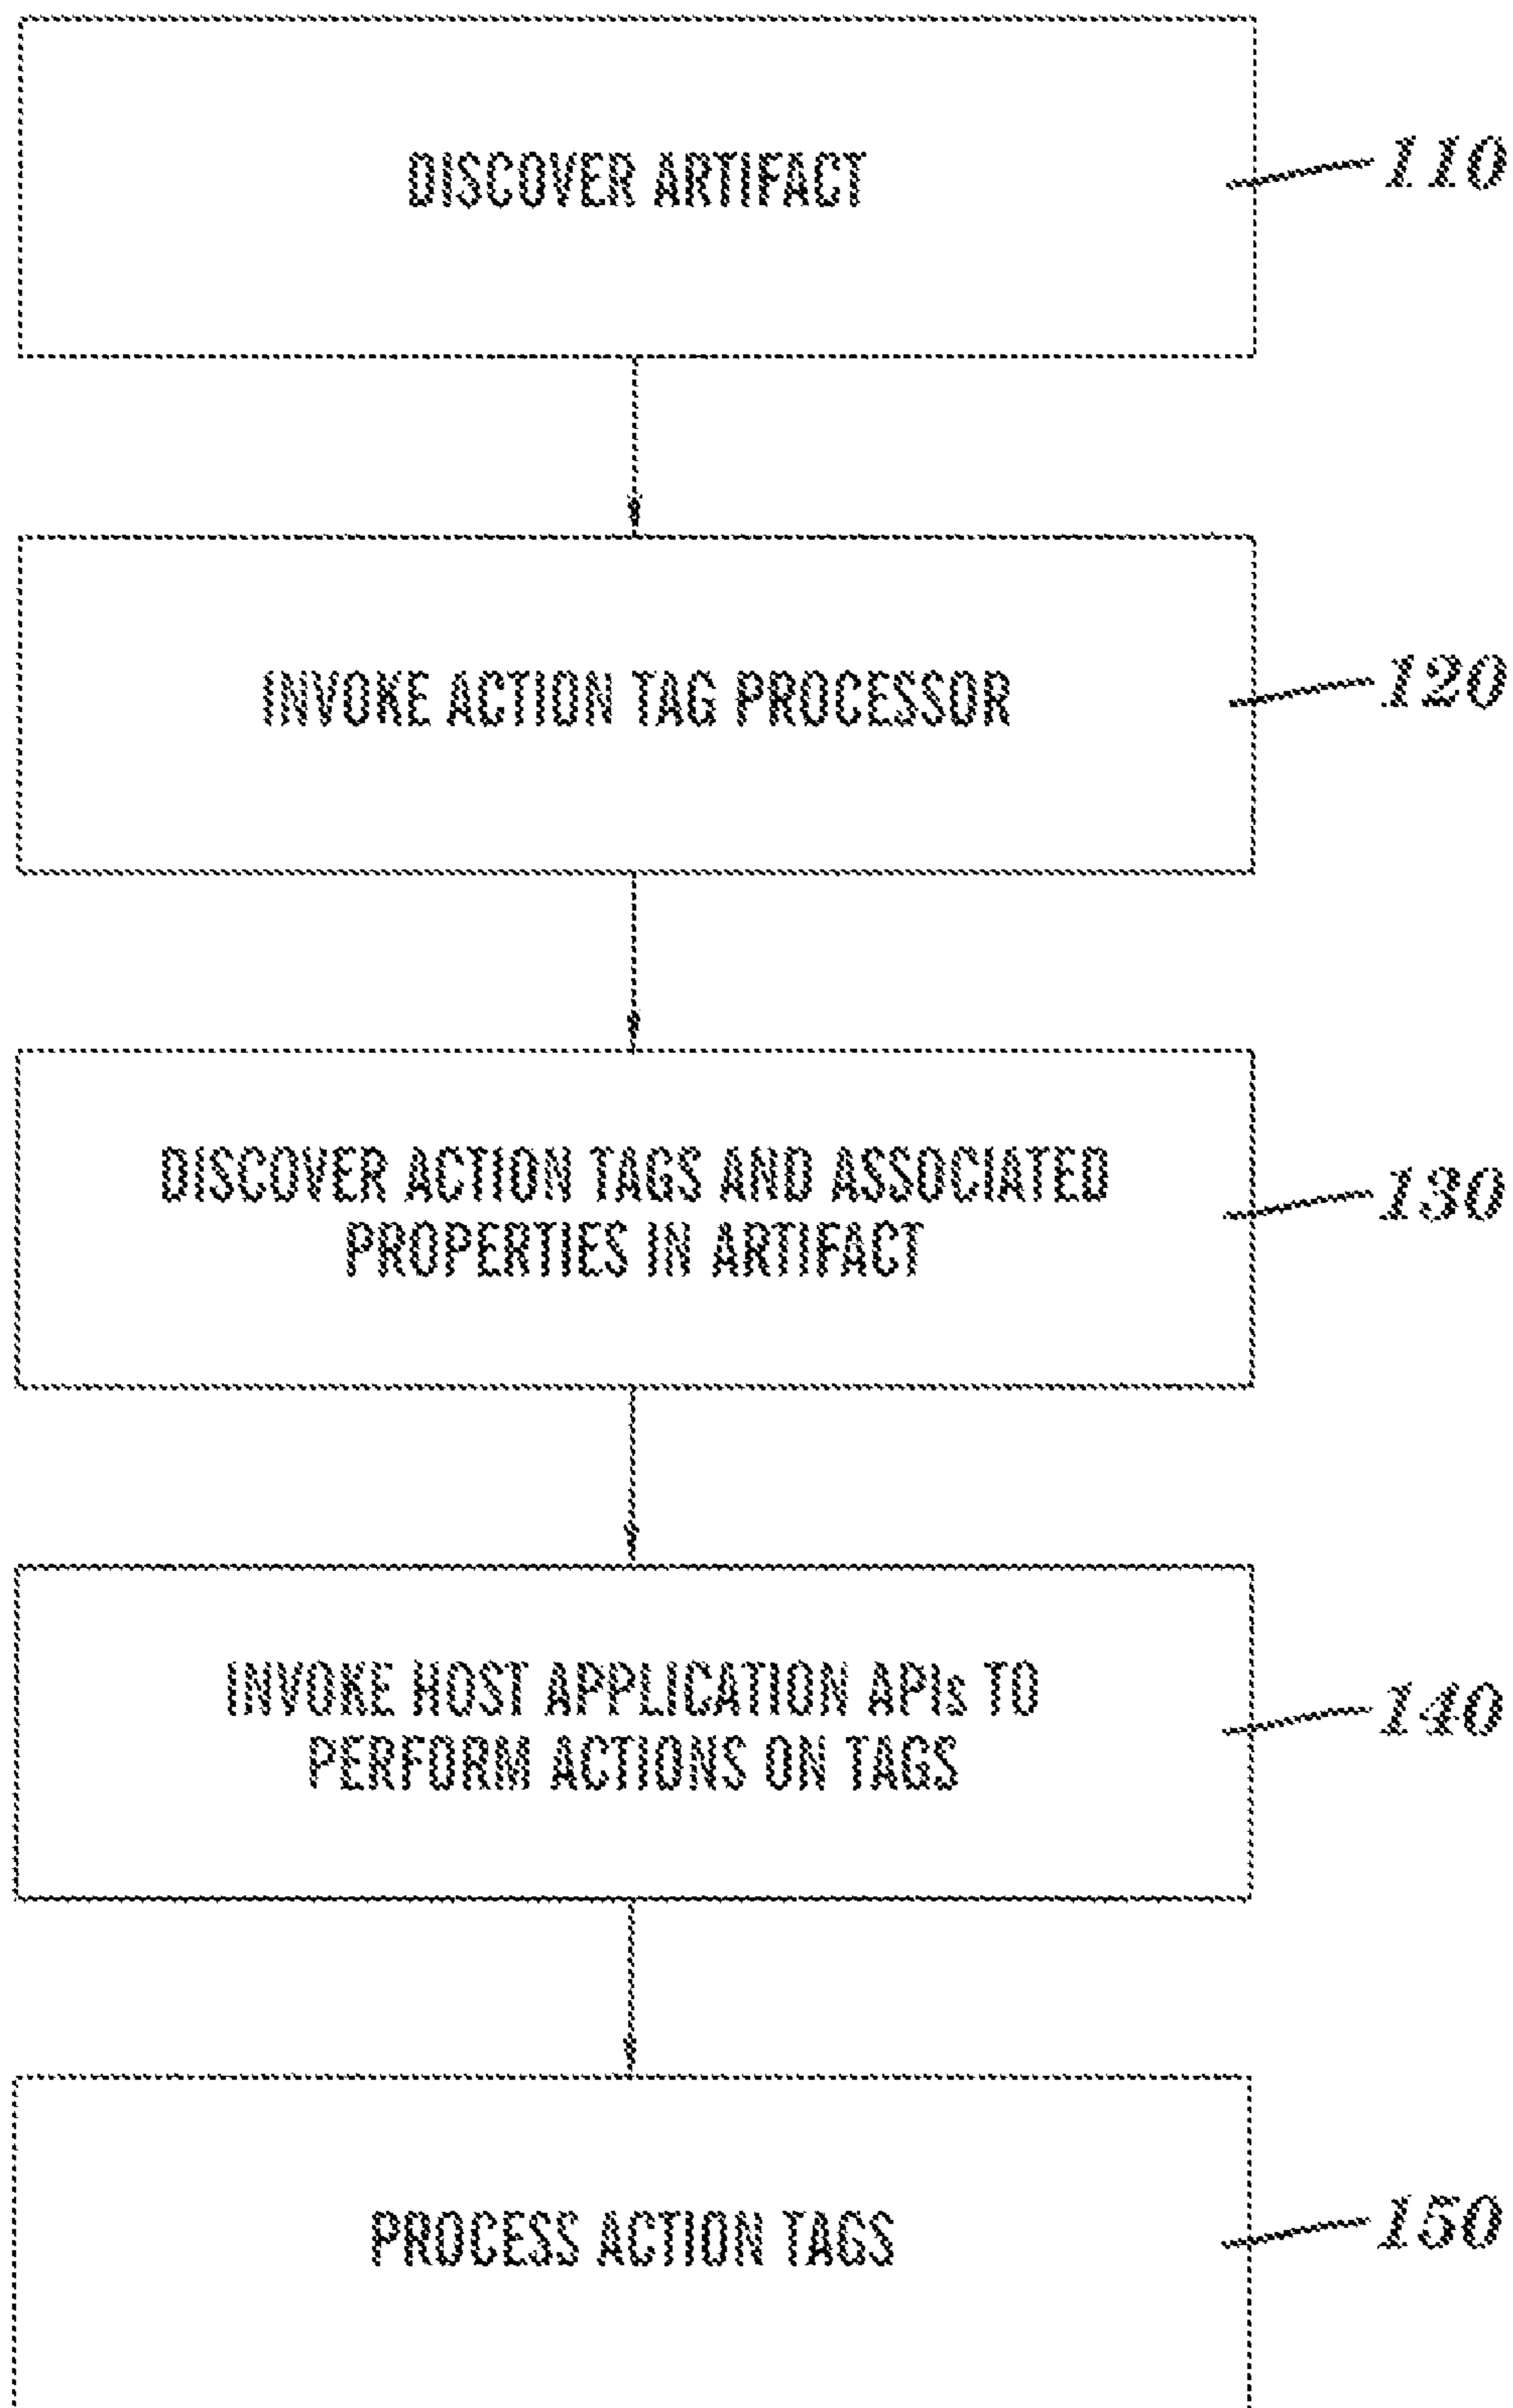 DISCOVER ARTIFACT
110
INVOKE ACTION TAG PROCESSOR
120
DISCOVER ACTION TAGS AND ASSOCIATED
PROPERTIES IN ARTIFACT
130
INVOKE HOST APPLICATION APIs TO
PERFORM ACTIONS ON TAGS
140
PROCESS ACTION TAGS
150